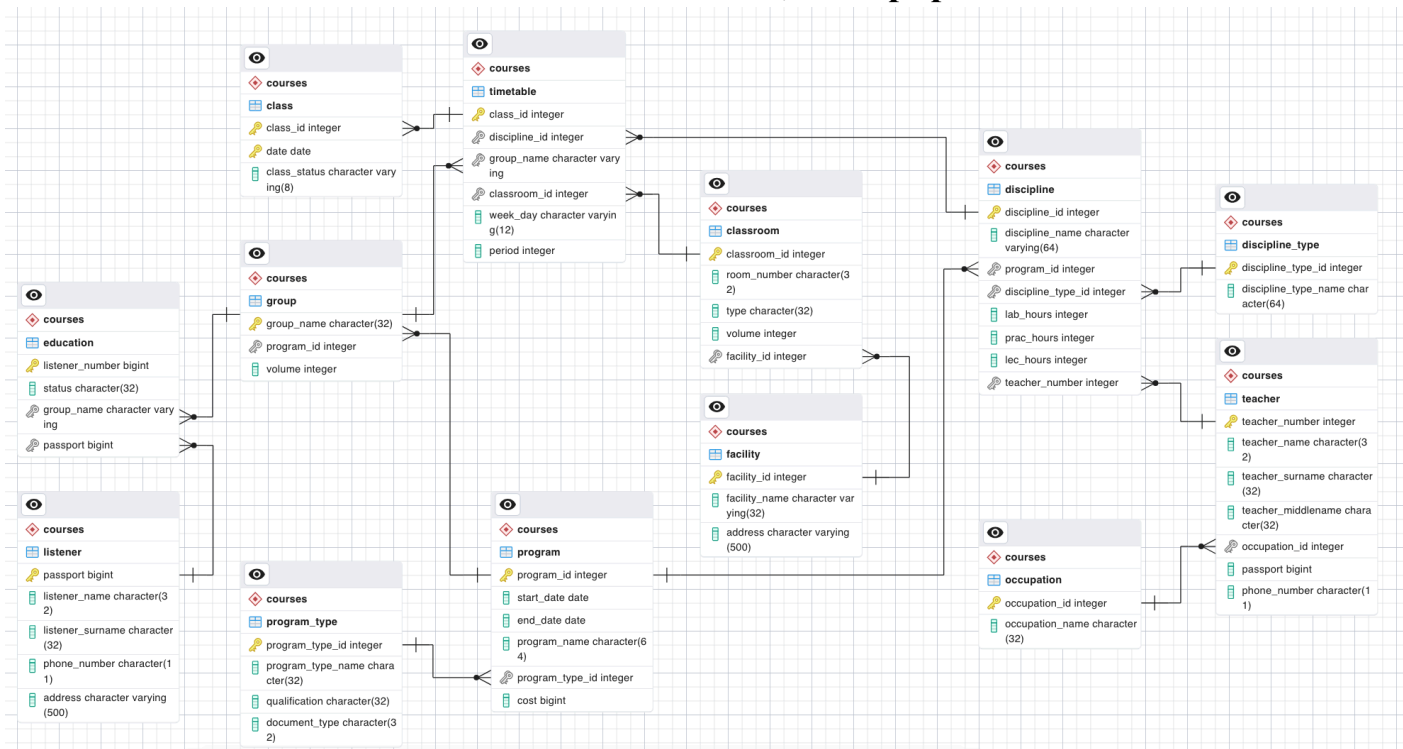 courses
class
class_id integer
date date
class_status character vary
ing(8)
courses
timetable
class_id integer
discipline_id integer
group_name character vary
ing
classroom_id integer
week_day character varyin
g(12)
period integer
courses
group
group_name character(32)
program_id integer
volume integer
courses
education
listener_number bigint
status character(32)
group_name character vary
ing
passport bigint
courses
listener
passport bigint
listener_name character(3
2)
listener_surname character
(32)
phone_number character(1
1)
address character varying
(500)
courses
program_type
program_type_id integer
program_type_name chara
cter(32)
qualification character(32)
document_type character(3
2)
courses
program
program_id integer
start_date date
end_date date
program_name character(6
4)
program_type_id integer
cost bigint
courses
classroom
classroom_id integer
room_number character(3
2)
type character(32)
volume integer
facility_id integer
courses
facility
facility_id integer
facility_name character var
ying(32)
address character varying
(500)
courses
discipline
discipline_id integer
discipline_name character
varying(64)
program_id integer
discipline_type_id integer
lab_hours integer
prac_hours integer
lec_hours integer
teacher_number integer
courses
discipline_type
discipline_type_id integer
discipline_type_name char
acter(64)
courses
teacher
teacher_number integer
teacher_name character(3
2)
teacher_surname character
(32)
teacher_middlename chara
cter(32)
occupation_id integer
passport bigint
phone_number character(1
1)
courses
occupation
occupation_id integer
occupation_name character
(32)